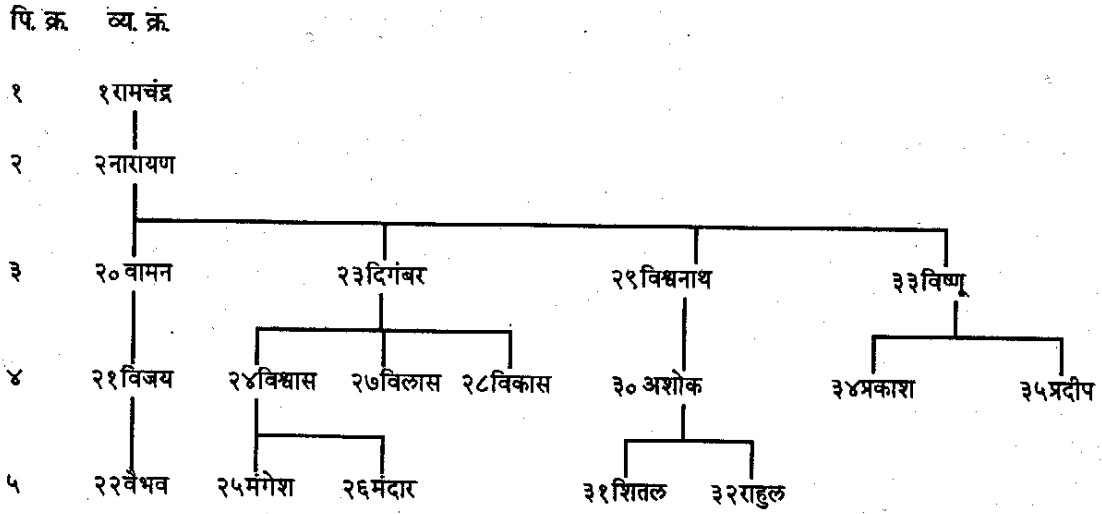 पि. क्र. व्य. क्र.
१ १रामचंद्र
२ २नारायण
३ २०वामन २३दिगंबर २९विश्वनाथ ३३विष्णू
४ २१विजय २४विश्वास २७विलास २८विकास ३०अशोक ३४प्रकाश ३५प्रदीप
५ २२वैभव २५मंगेश २६मंदार ३१शितल ३२राहुल